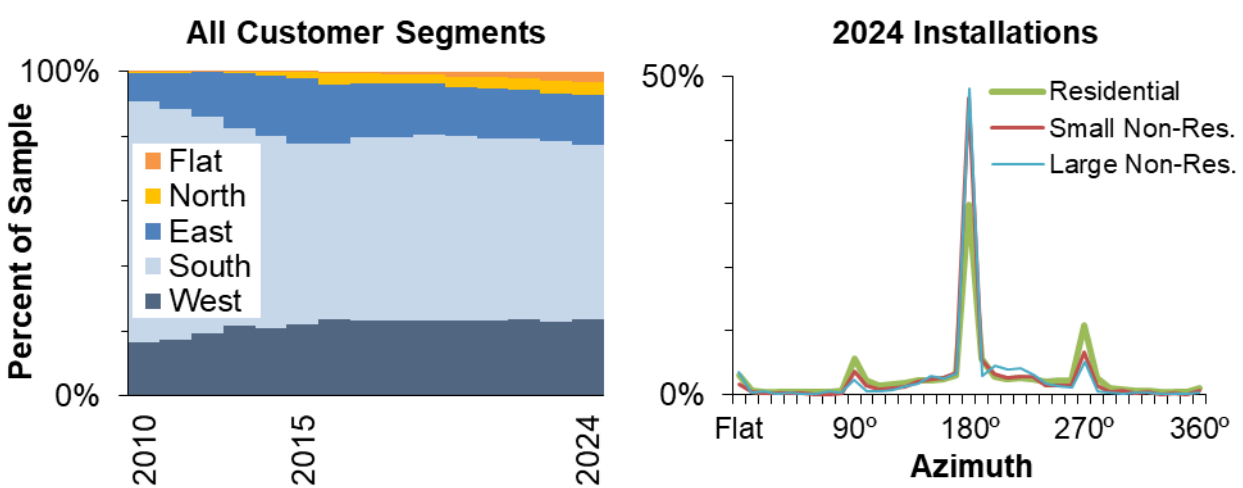 All Customer Segments
Percent of Sample
100%
0%
Flat
North
East
South
West
2010
2015
2024
2024 Installations
50%
0%
Residential
Small Non-Res.
Large Non-Res.
Flat 90º 180º 270º 360º
Azimuth